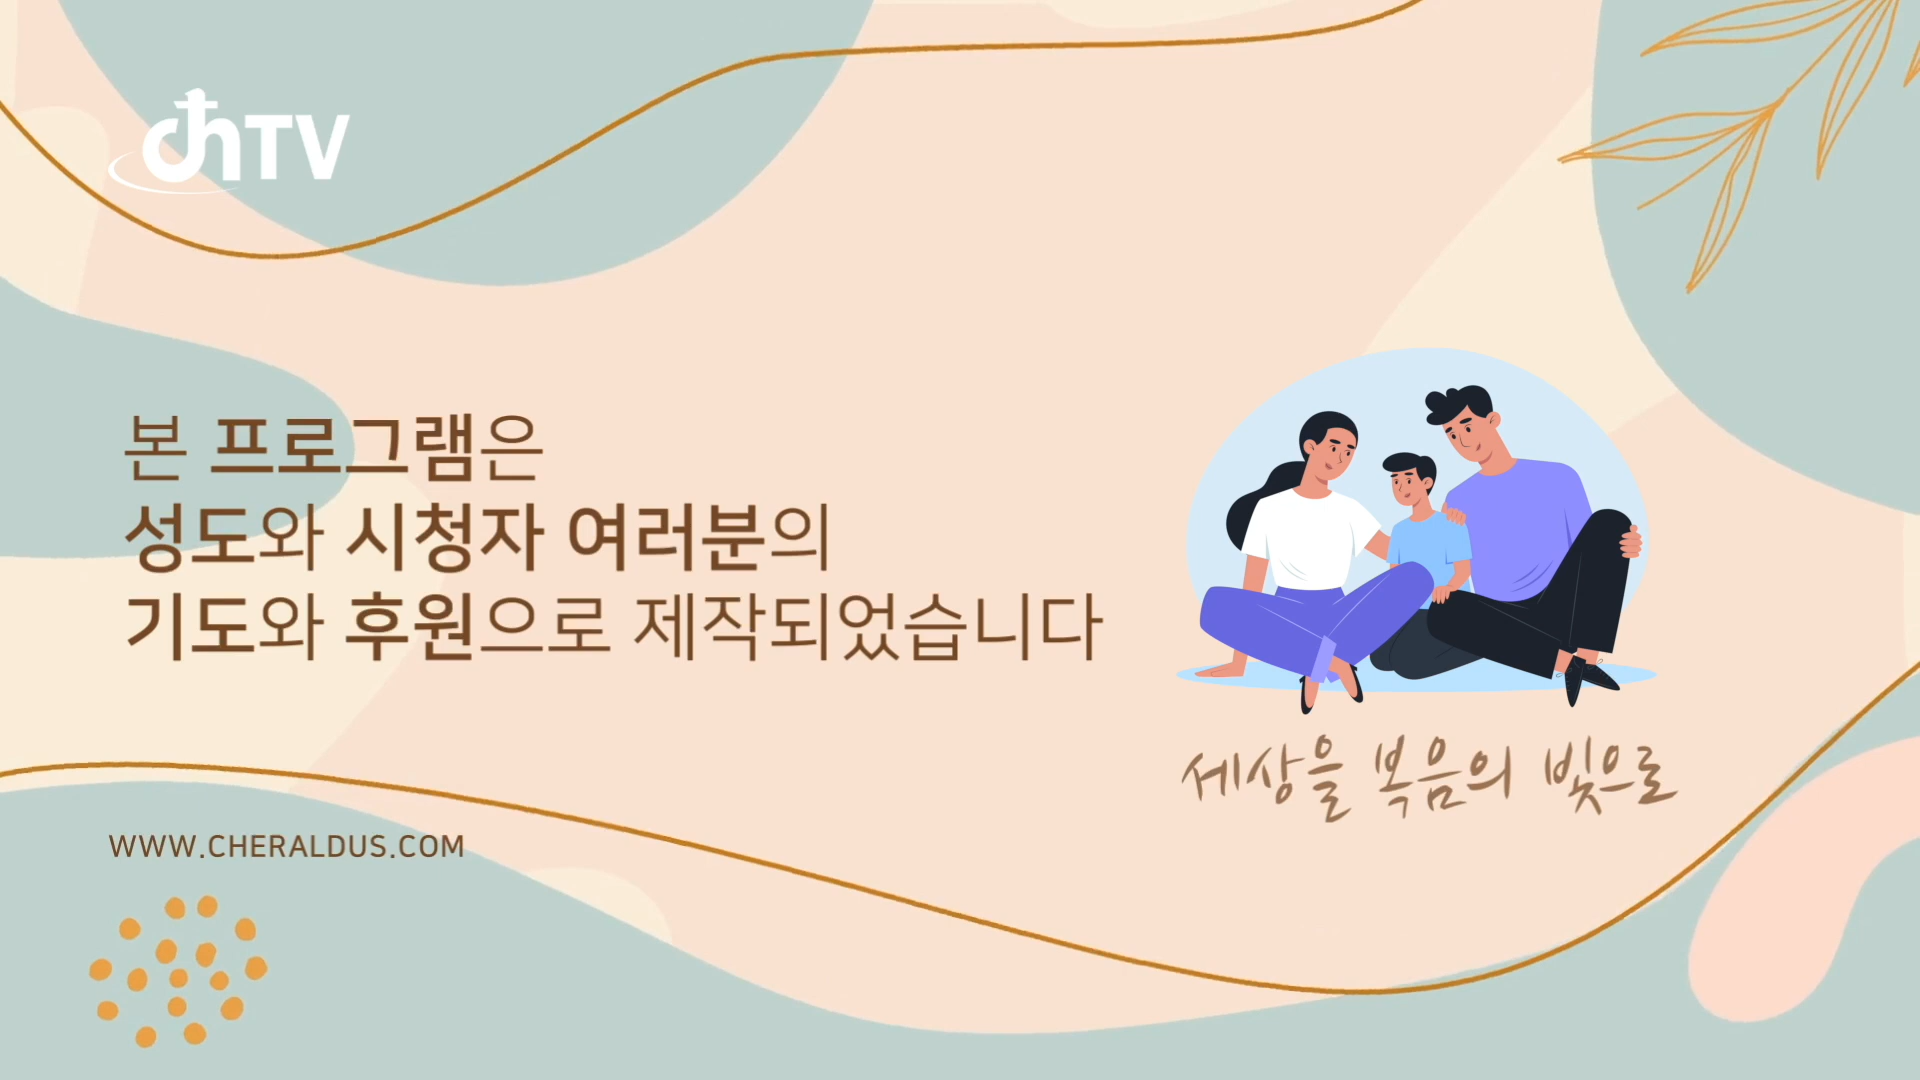 chTV
본 프로그램은
성도와 시청자 여러분의
기도와 후원으로 제작되었습니다
세상을 복음의 빛으로
WWW.CHERALDUS.COM